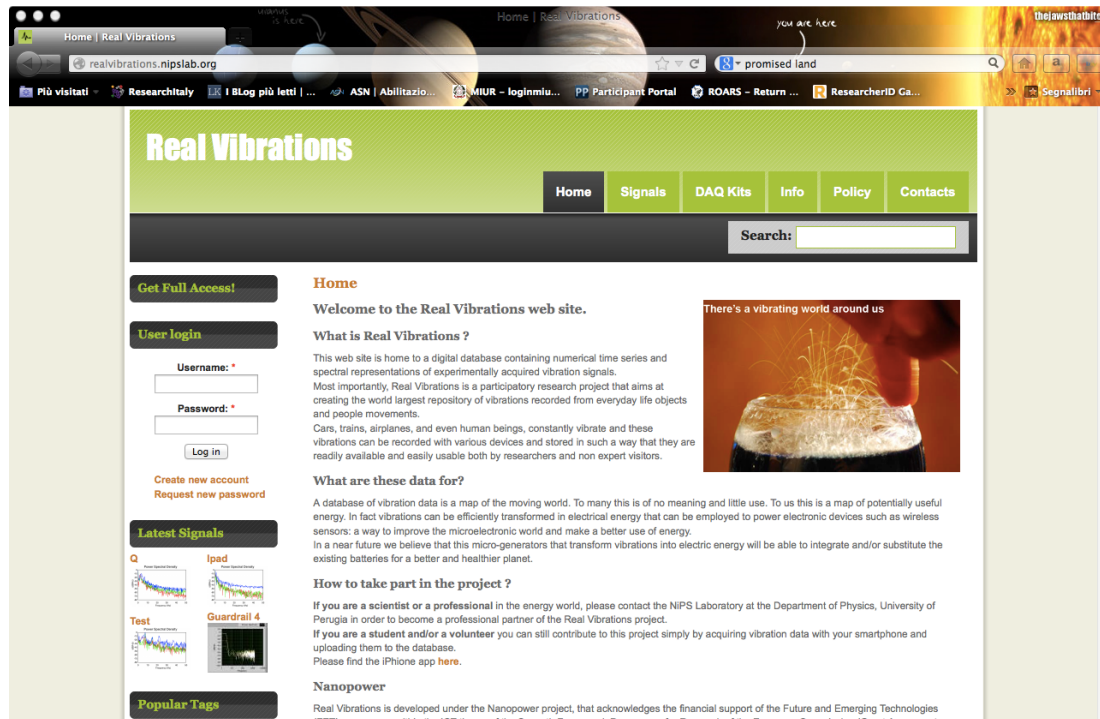 uranus
is here
Home | Real Vibrations
you are here
thejawsthatbite
Home | Real Vibrations
realvibrations.nipslab.org
promised land
Più visitati
ResearchItaly
I BLog più letti | ...
ASN | Abilitazio...
MIUR – loginmiu...
Participant Portal
ROARS – Return ...
ResearcherID Ga...
Segnalibri
Real Vibrations
Home
Signals
DAQ Kits
Info
Policy
Contacts
Search:
Get Full Access!
User login
Username: *
Password: *
Log in
Create new account
Request new password
Latest Signals
Q
Ipad
Power Spectral Density
Power Spectral Density
Test
Guardrail 4
Power Spectral Density
Popular Tags
Home
Welcome to the Real Vibrations web site.
There's a vibrating world around us
What is Real Vibrations ?
This web site is home to a digital database containing numerical time series and
spectral representations of experimentally acquired vibration signals.
Most importantly, Real Vibrations is a participatory research project that aims at
creating the world largest repository of vibrations recorded from everyday life objects
and people movements.
Cars, trains, airplanes, and even human beings, constantly vibrate and these
vibrations can be recorded with various devices and stored in such a way that they are
readily available and easily usable both by researchers and non expert visitors.
What are these data for?
A database of vibration data is a map of the moving world. To many this is of no meaning and little use. To us this is a map of potentially useful
energy. In fact vibrations can be efficiently transformed in electrical energy that can be employed to power electronic devices such as wireless
sensors: a way to improve the microelectronic world and make a better use of energy.
In a near future we believe that this micro-generators that transform vibrations into electric energy will be able to integrate and/or substitute the
existing batteries for a better and healthier planet.
How to take part in the project ?
If you are a scientist or a professional in the energy world, please contact the NiPS Laboratory at the Department of Physics, University of
Perugia in order to become a professional partner of the Real Vibrations project.
If you are a student and/or a volunteer you can still contribute to this project simply by acquiring vibration data with your smartphone and
uploading them to the database.
Please find the iPhione app here.
Nanopower
Real Vibrations is developed under the Nanopower project, that acknowledges the financial support of the Future and Emerging Technologies